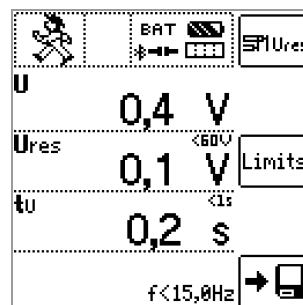 BAT
Ures
U
0,4 V
Ures <60V
0,1 V
Limits
tU <1s
0,2 s
f<15,0Hz